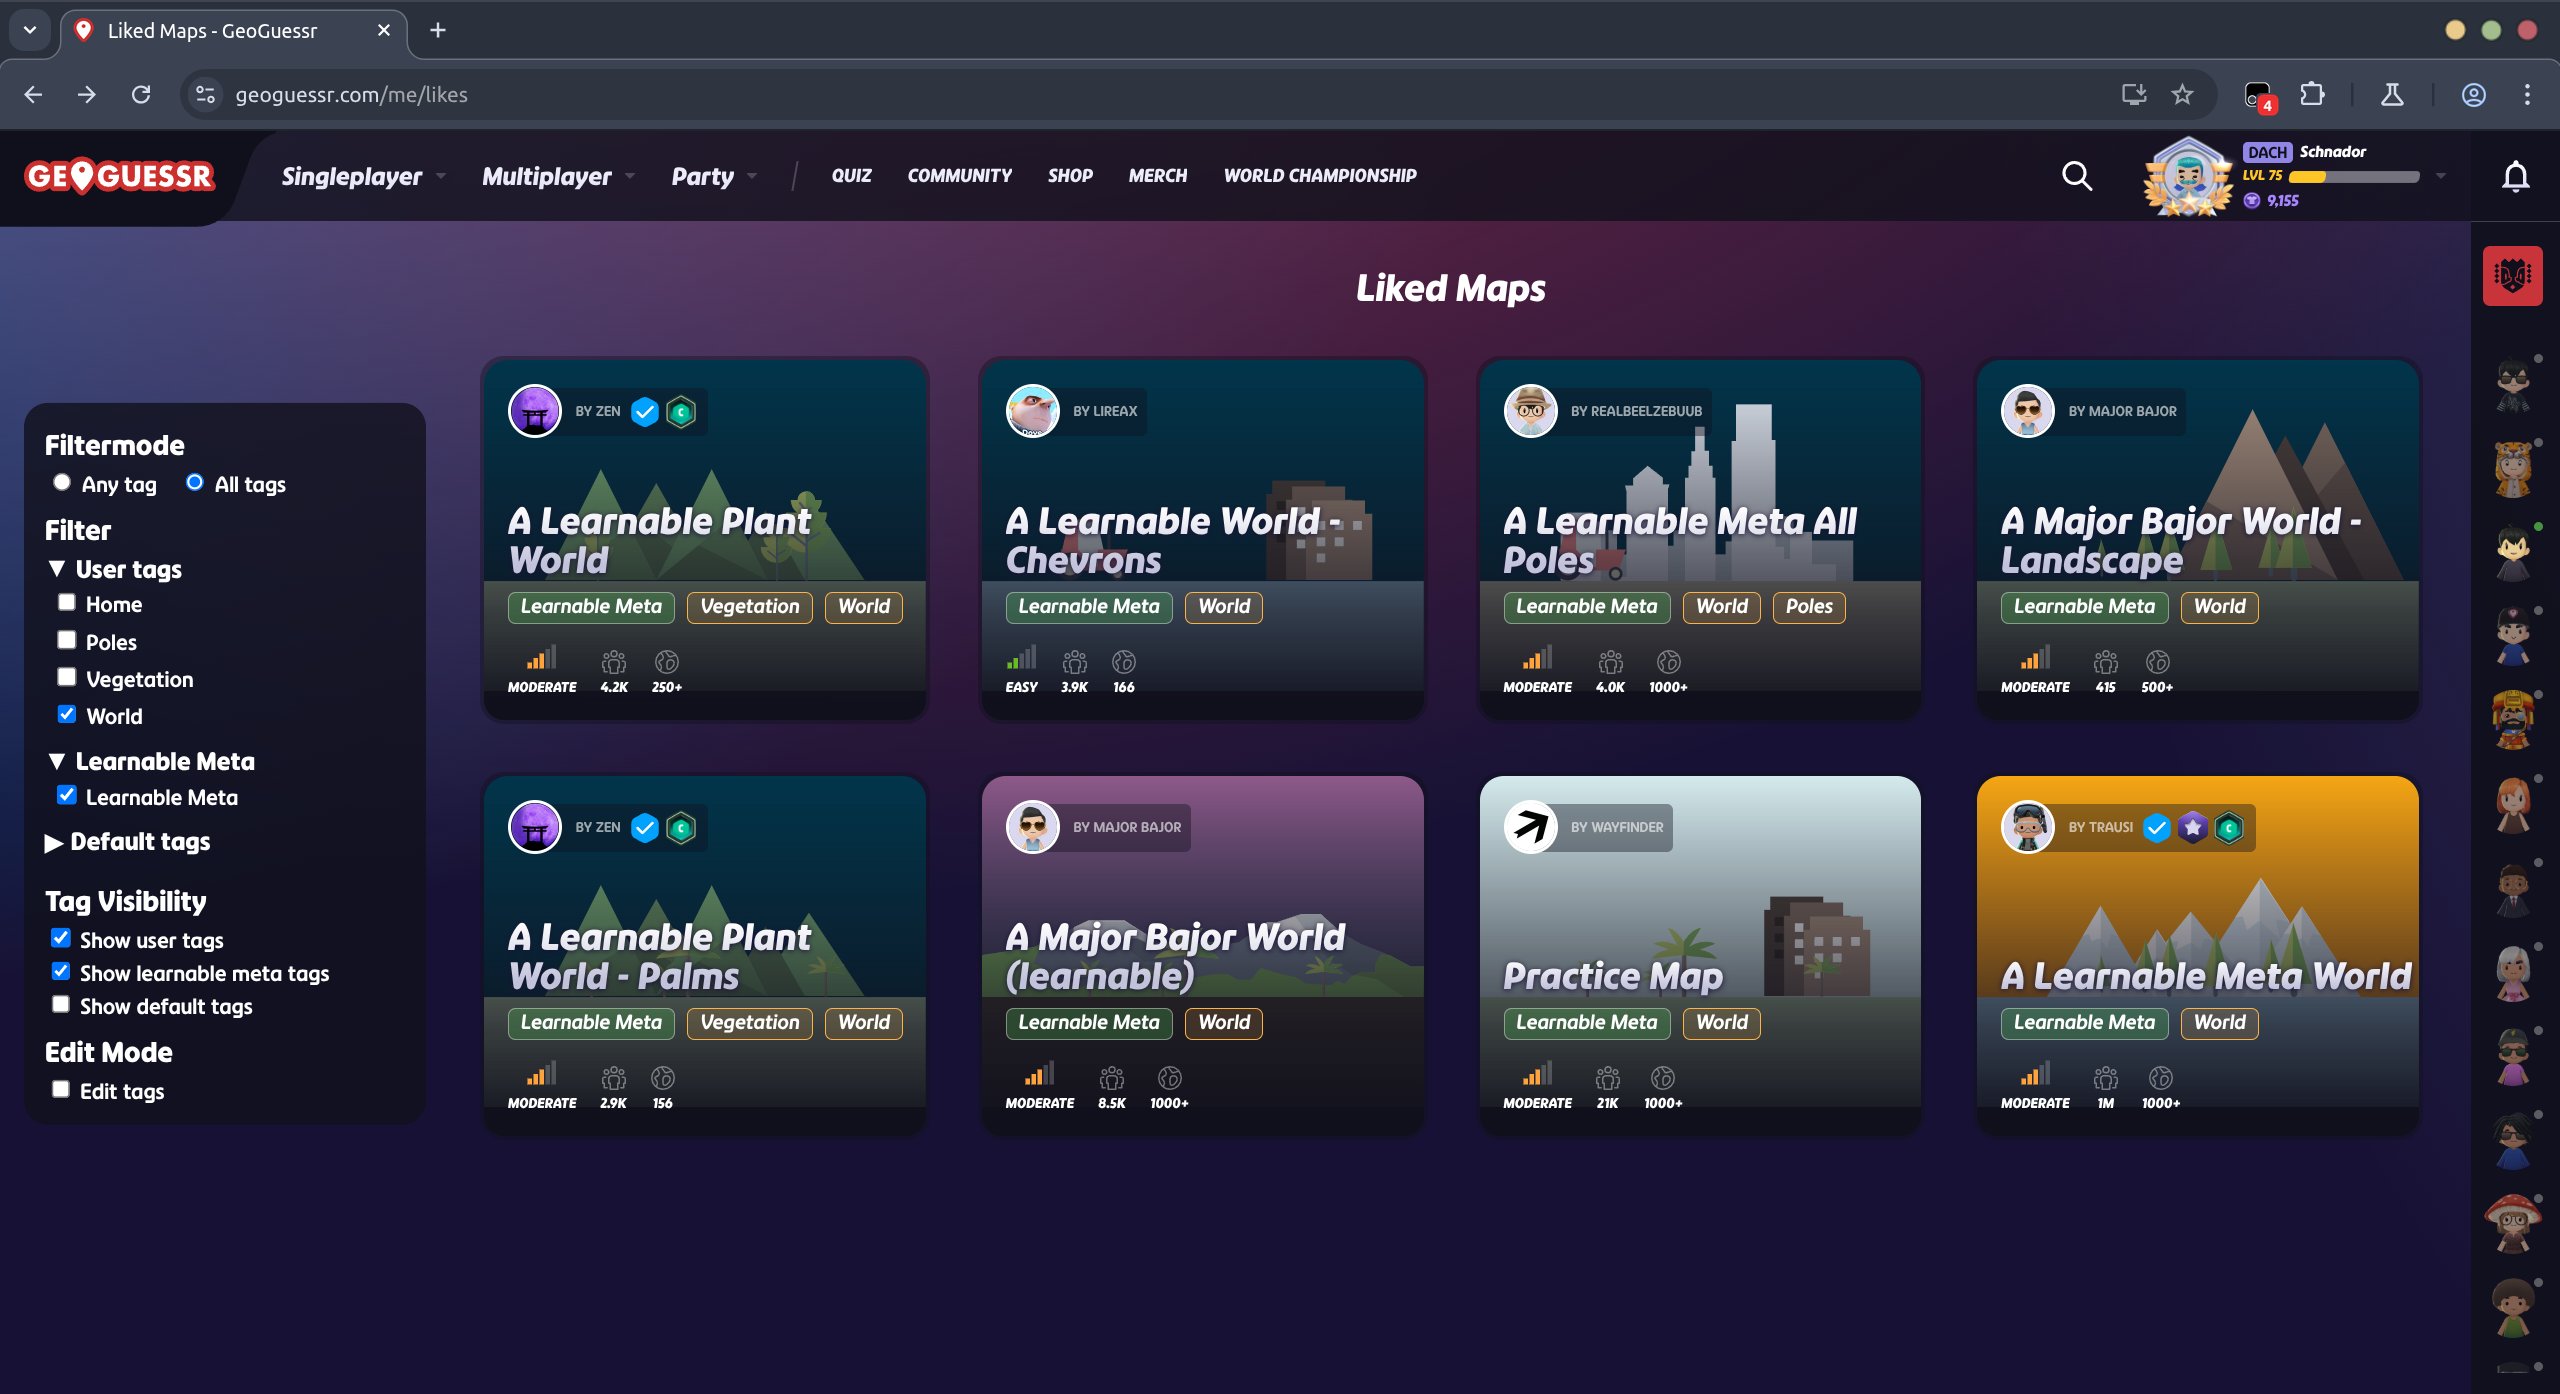 Liked Maps - GeoGuessr
geoguessr.com/me/likes
4
GEOGUESSR
Singleplayer
Multiplayer
Party
QUIZ
COMMUNITY
SHOP
MERCH
WORLD CHAMPIONSHIP
DACH Schnador
LVL 75
9,155
Liked Maps
Filtermode
Any tag
All tags
Filter
▼ User tags
Home
Poles
Vegetation
World
▼ Learnable Meta
Learnable Meta
▶ Default tags
Tag Visibility
Show user tags
Show learnable meta tags
Show default tags
Edit Mode
Edit tags
BY ZEN
A Learnable Plant
World
Learnable Meta Vegetation World
MODERATE 4.2K 250+
BY LIREAX
A Learnable World -
Chevrons
Learnable Meta World
EASY 3.9K 166
BY REALBEELZEBUUB
A Learnable Meta All
Poles
Learnable Meta World Poles
MODERATE 4.0K 1000+
BY MAJOR BAJOR
A Major Bajor World -
Landscape
Learnable Meta World
MODERATE 415 500+
BY ZEN
A Learnable Plant
World - Palms
Learnable Meta Vegetation World
MODERATE 2.9K 156
BY MAJOR BAJOR
A Major Bajor World
(learnable)
Learnable Meta World
MODERATE 8.5K 1000+
BY WAYFINDER
Practice Map
Learnable Meta World
MODERATE 21K 1000+
BY TRAUSI
A Learnable Meta World
Learnable Meta World
MODERATE 1M 1000+